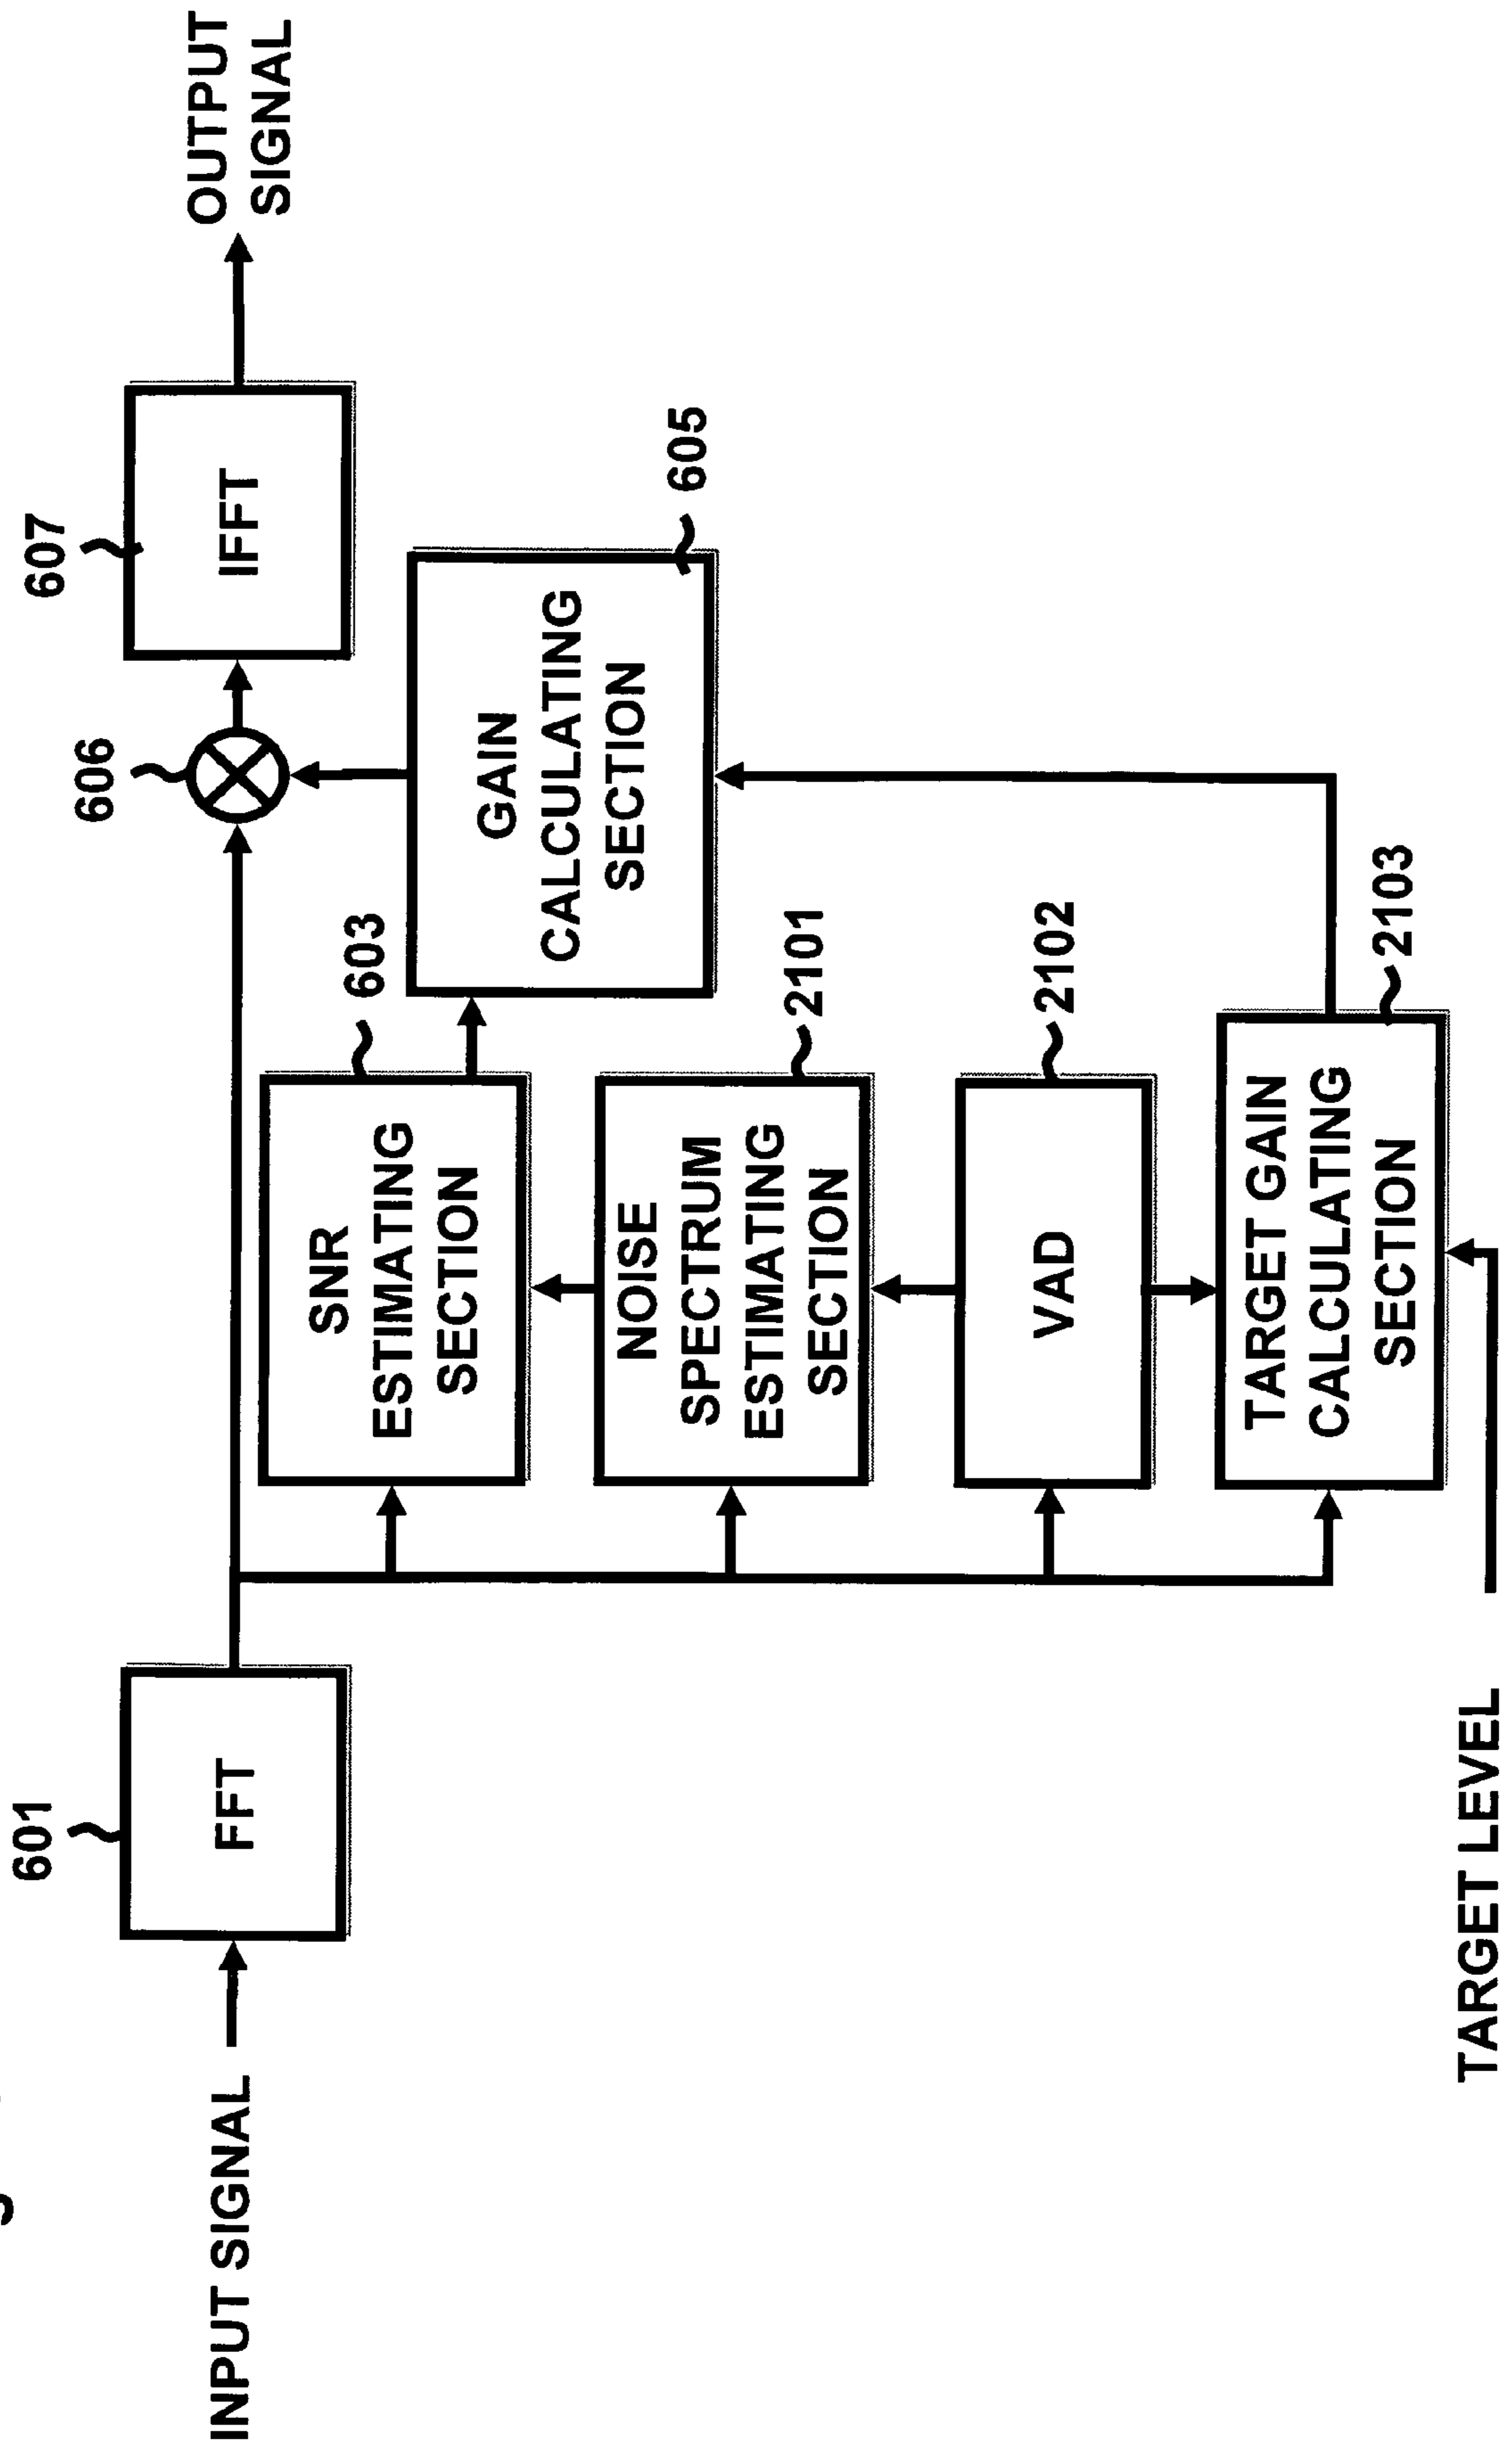 601
607
606
INPUT SIGNAL
FFT
IFFT
OUTPUT
SIGNAL
603
SNR
ESTIMATING
SECTION
GAIN
CALCULATING
SECTION
605
NOISE
SPECTRUM
ESTIMATING
SECTION
2101
VAD
2102
TARGET GAIN
CALCULATING
SECTION
2103
TARGET LEVEL